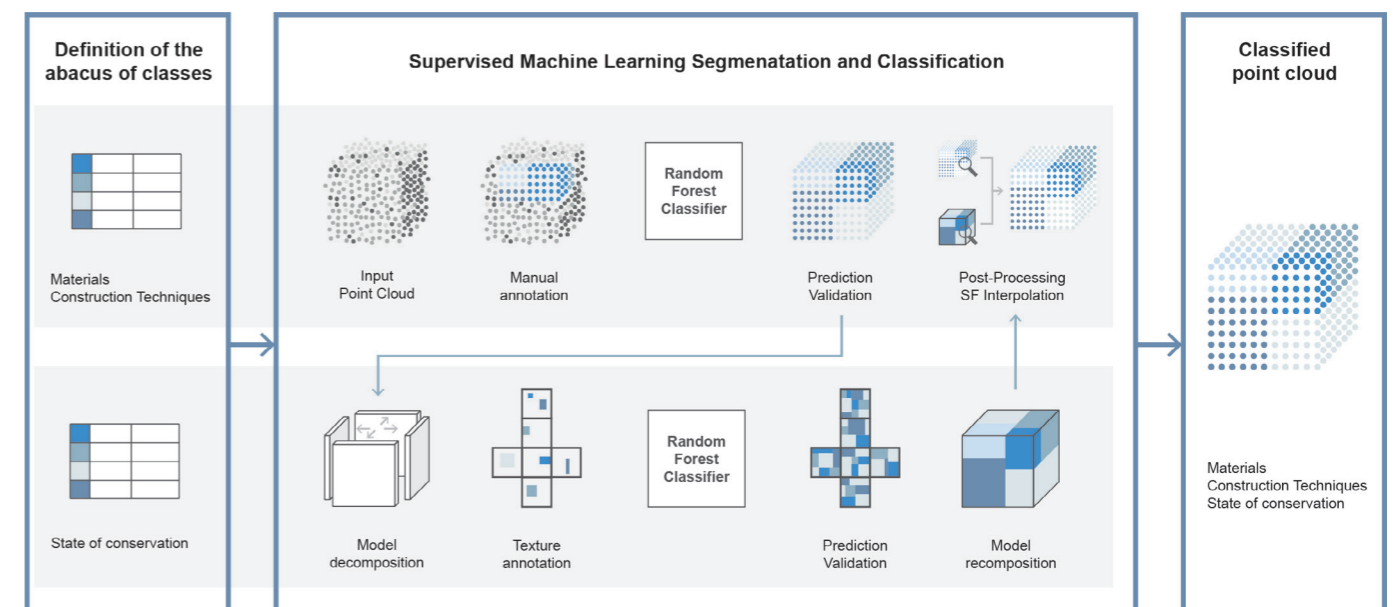 Definition of the
abacus of classes
Supervised Machine Learning Segmenatation and Classification
Classified
point cloud
Materials
Construction Techniques
Input
Point Cloud
Manual
annotation
Random
Forest
Classifier
Prediction
Validation
Post-Processing
SF Interpolation
State of conservation
Model
decomposition
Texture
annotation
Random
Forest
Classifier
Prediction
Validation
Model
recomposition
Materials
Construction Techniques
State of conservation